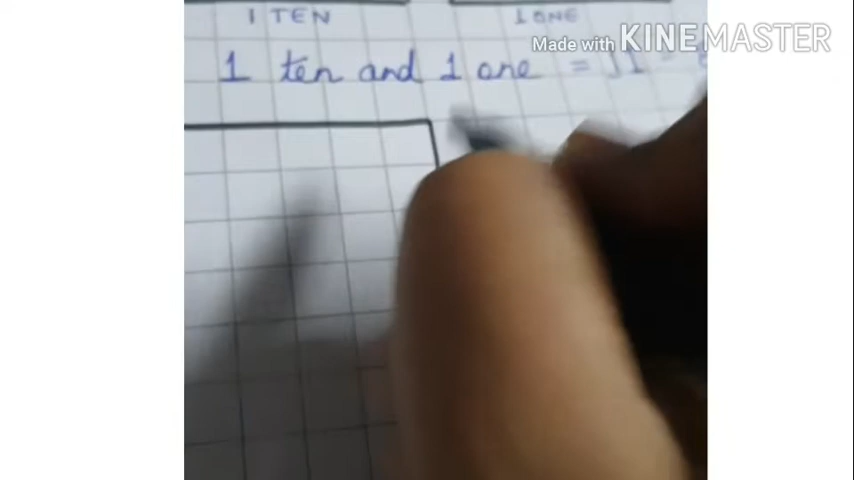 1 TEN 1 ONE
Made with KINEMASTER
1 ten and 1 one = 11 -